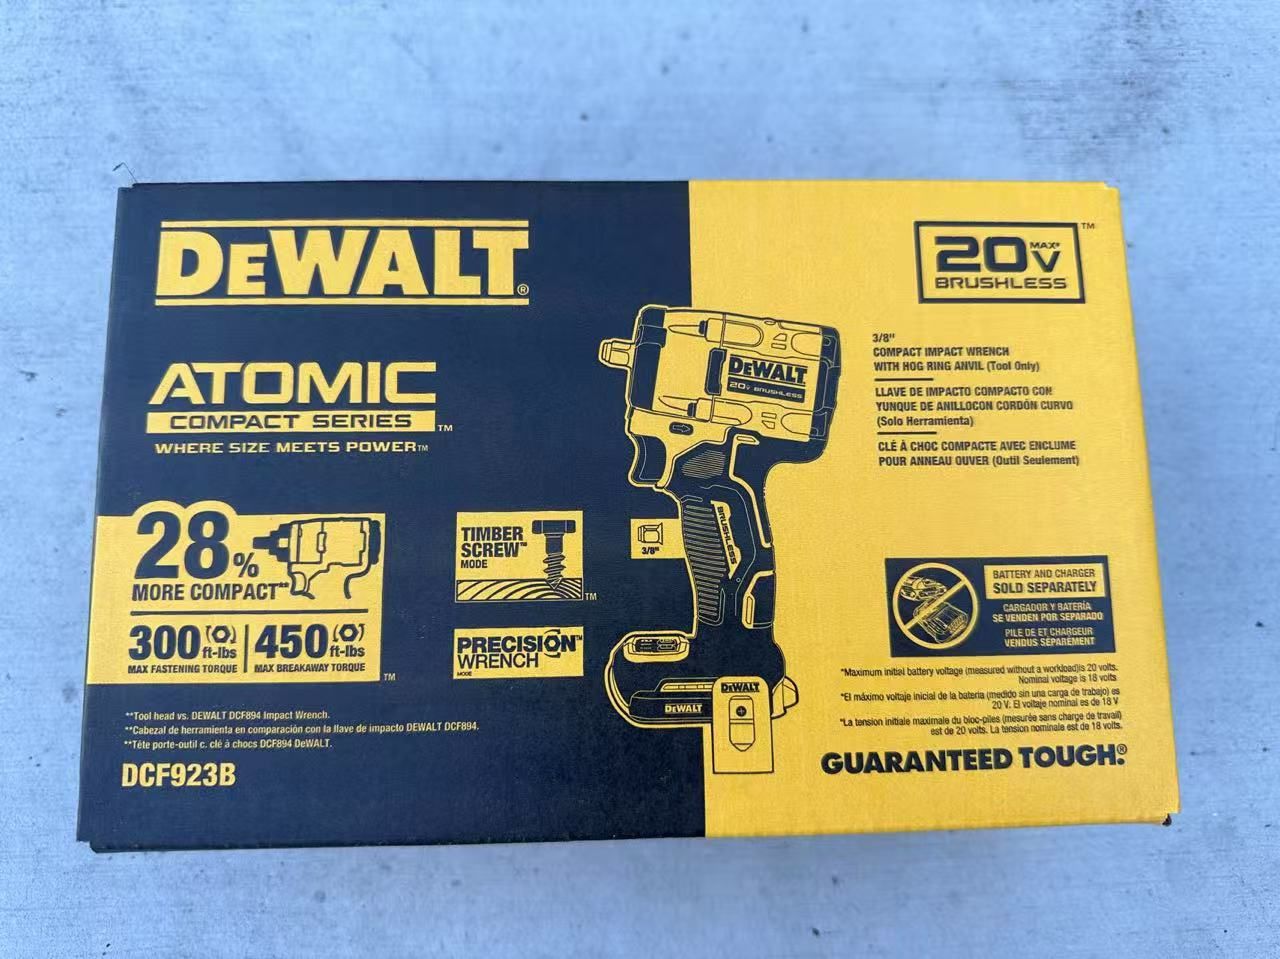 DEWALT®
ATOMIC
COMPACT SERIES™
WHERE SIZE MEETS POWER™
28%
MORE COMPACT**
300 ft-lbs
MAX FASTENING TORQUE
450 ft-lbs
MAX BREAKAWAY TORQUE
TM
TIMBER
SCREW™
MODE
TM
PRECISION™
WRENCH
MODE
**Tool head vs. DEWALT DCF894 Impact Wrench.
**Cabezal de herramienta en comparación con la llave de impacto DEWALT DCF894.
**Tête porte-outil c. clé à chocs DCF894 DeWALT.
DCF923B
DEWALT
20V BRUSHLESS
BRUSHLESS
3/8"
DEWALT
DEWALT
20V MAX*
BRUSHLESS
TM
3/8"
COMPACT IMPACT WRENCH
WITH HOG RING ANVIL (Tool Only)
LLAVE DE IMPACTO COMPACTO CON
YUNQUE DE ANILLOCON CORDÓN CURVO
(Solo Herramienta)
CLÉ À CHOC COMPACTE AVEC ENCLUME
POUR ANNEAU OUVER (Outil Seulement)
BATTERY AND CHARGER
SOLD SEPARATELY
CARGADOR Y BATERÍA
SE VENDEN POR SEPARADO
PILE DE ET CHARGEUR
VENDUS SÉPARÉMENT
*Maximum initial battery voltage (measured without a workload)is 20 volts.
Nominal voltage is 18 volts.
*El máximo voltaje inicial de la batería (medido sin una carga de trabajo) es
20 V. El voltaje nominal es de 18 V
*La tension initiale maximale du bloc-piles (mesurée sans charge de travail)
est de 20 volts. La tension nominale est de 18 volts.
GUARANTEED TOUGH.®